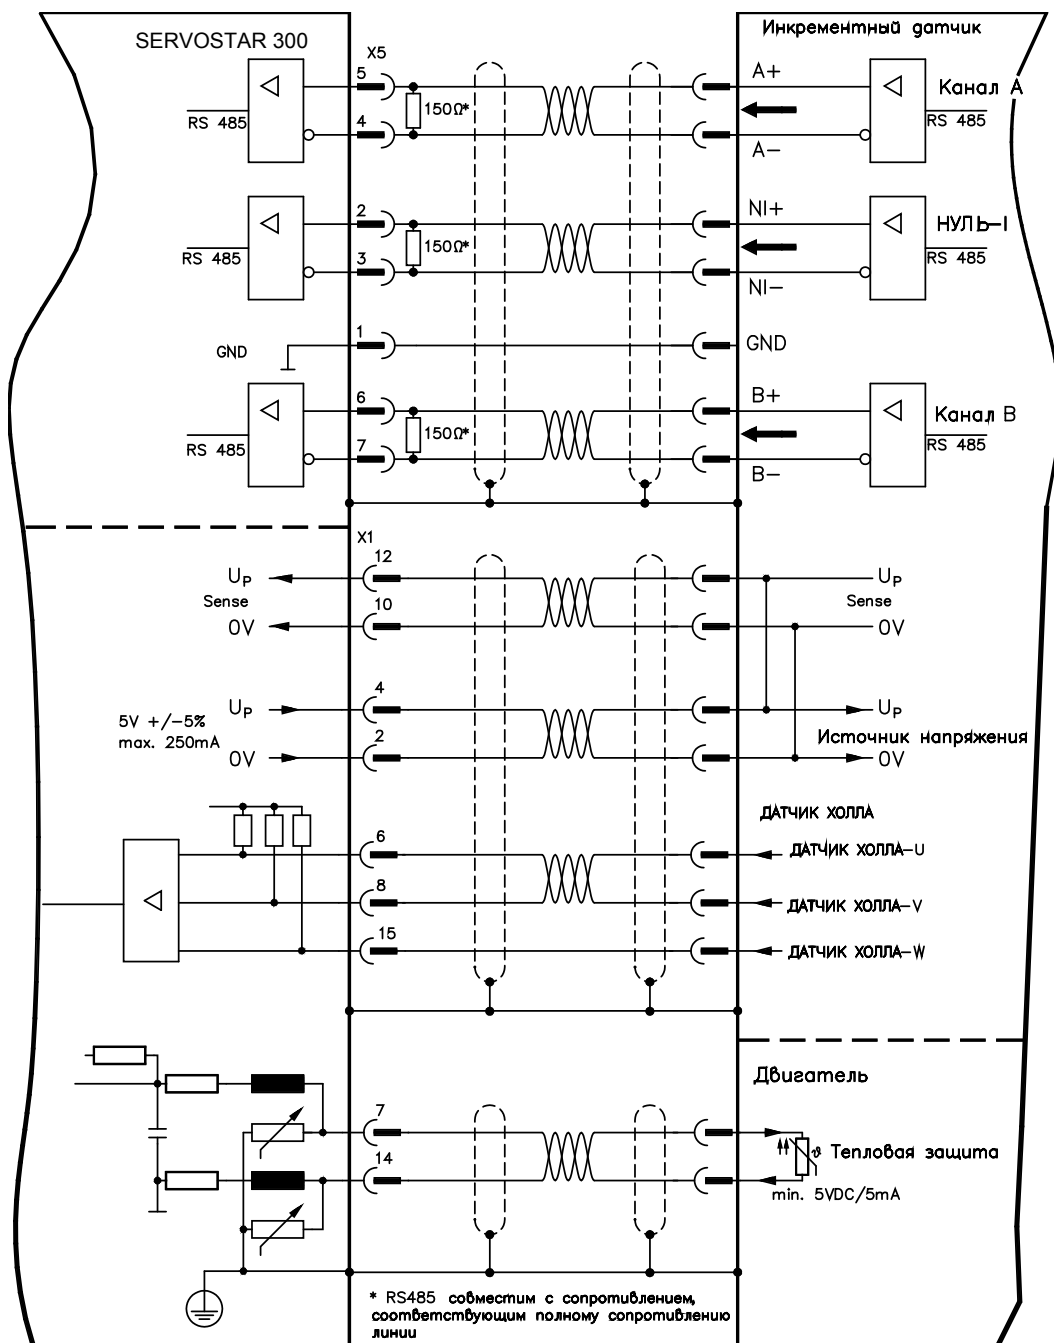 SERVOSTAR 300
Инкрементный датчик
X5
5
A+
Канал A
150Ω*
RS 485
RS 485
4
A-
2
NI+
НУЛЬ-I
150Ω*
RS 485
RS 485
3
NI-
1
GND
GND
6
B+
Канал B
150Ω*
RS 485
RS 485
7
B-
X1
12
UP
UP
Sense
Sense
10
0V
0V
4
UP
UP
5V +/-5%
max. 250mA
Источник напряжения
2
0V
0V
ДАТЧИК ХОЛЛА
6
ДАТЧИК ХОЛЛА-U
8
ДАТЧИК ХОЛЛА-V
15
ДАТЧИК ХОЛЛА-W
Двигатель
7
14
ϑ Тепловая защита
min. 5VDC/5mA
* RS485 совместим с сопротивлением,
соответствующим полному сопротивлению
линии